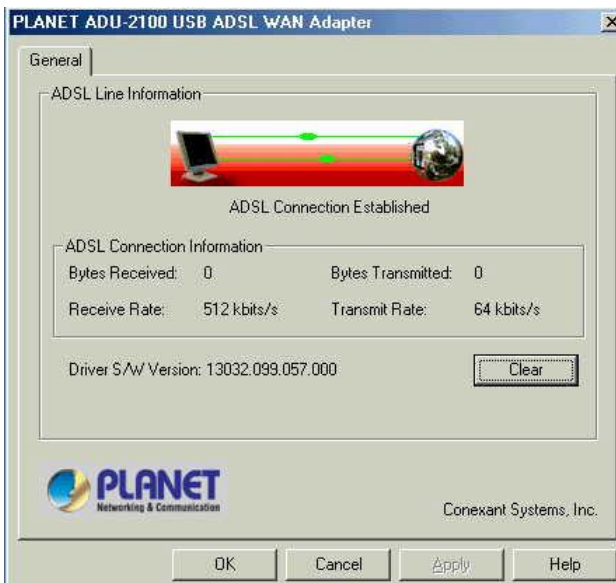 PLANET ADU-2100 USB ADSL WAN Adapter
General
ADSL Line Information
ADSL Connection Established
ADSL Connection Information
Bytes Received: 0 Bytes Transmitted: 0
Receive Rate: 512 kbits/s Transmit Rate: 64 kbits/s
Driver S/W Version: 13032.099.057.000 Clear
PLANET
Networking & Communication
Conexant Systems, Inc.
OK Cancel Apply Help